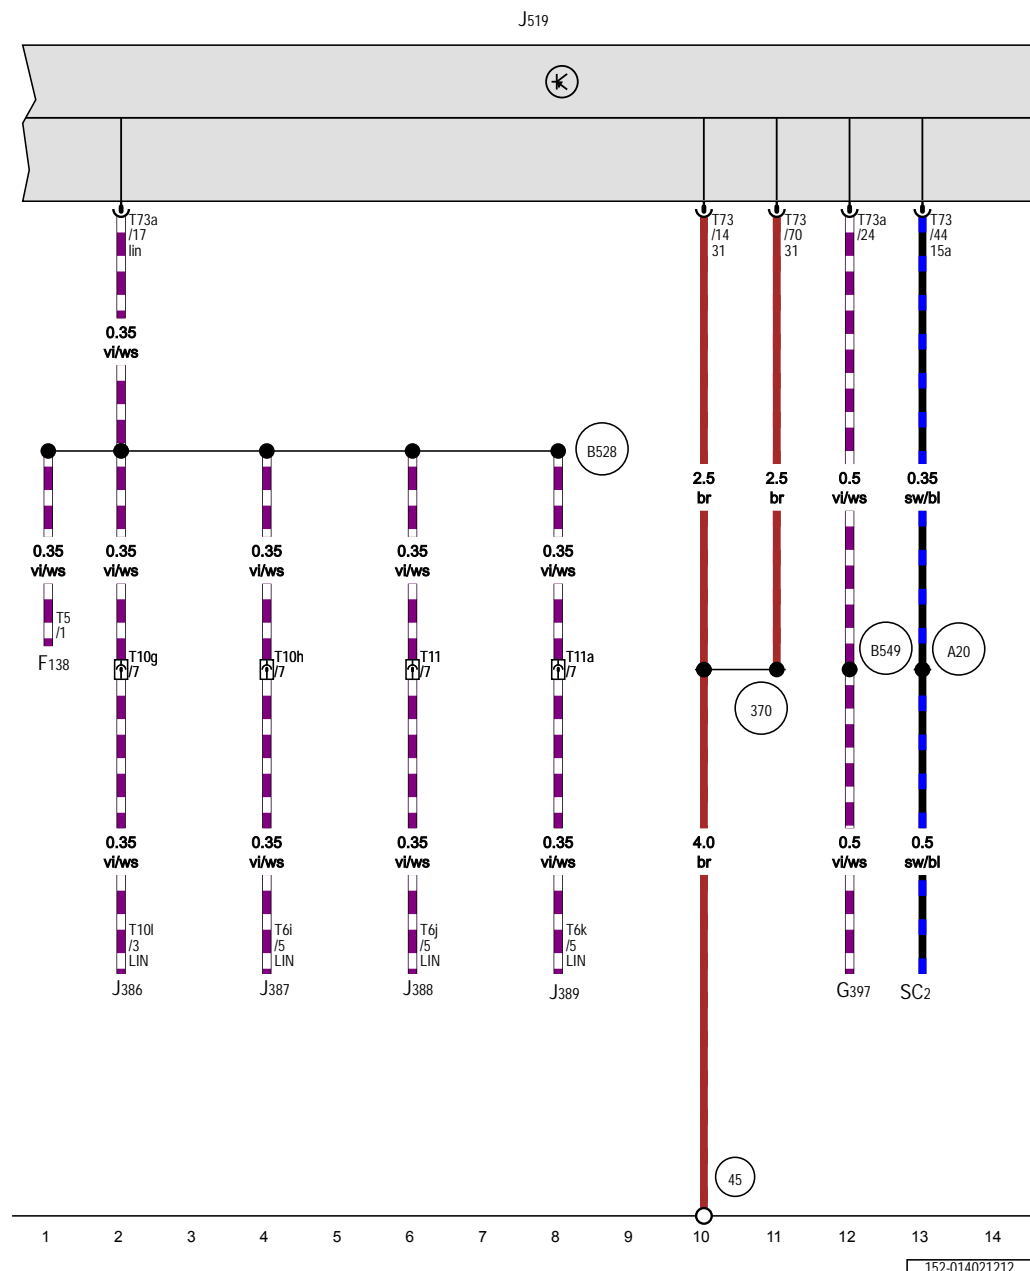 J519
T73a
/17
lin
T73
/14
31
T73
/70
31
T73a
/24
T73
/44
15a
0.35
vi/ws
B528
2.5
br
2.5
br
0.5
vi/ws
0.35
sw/bl
0.35
vi/ws
0.35
vi/ws
0.35
vi/ws
0.35
vi/ws
0.35
vi/ws
T5
/1
F138
T10g
/7
T10h
/7
T11
/7
T11a
/7
B549
A20
370
0.35
vi/ws
0.35
vi/ws
0.35
vi/ws
0.35
vi/ws
4.0
br
0.5
vi/ws
0.5
sw/bl
T10l
/3
LIN
T6i
/5
LIN
T6j
/5
LIN
T6k
/5
LIN
J386
J387
J388
J389
G397
SC2
45
1 2 3 4 5 6 7 8 9 10 11 12 13 14
152-014021212